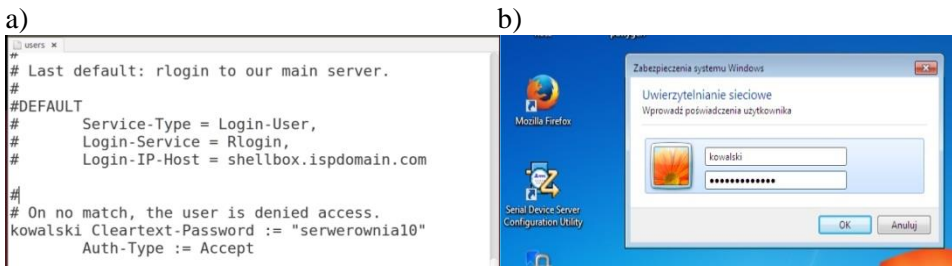 a)
b)
users ×
#
# Last default: rlogin to our main server.
#
#DEFAULT
# Service-Type = Login-User,
# Login-Service = Rlogin,
# Login-IP-Host = shellbox.ispdomain.com
#
# On no match, the user is denied access.
kowalski Cleartext-Password := "serwerownia10"
Auth-Type := Accept
Mozilla Firefox
Serial Device Server
Configuration Utility
Zabezpieczenia systemu Windows
Uwierzytelnianie sieciowe
Wprowadź poświadczenia użytkownika
kowalski
•••••••••••••
OK
Anuluj